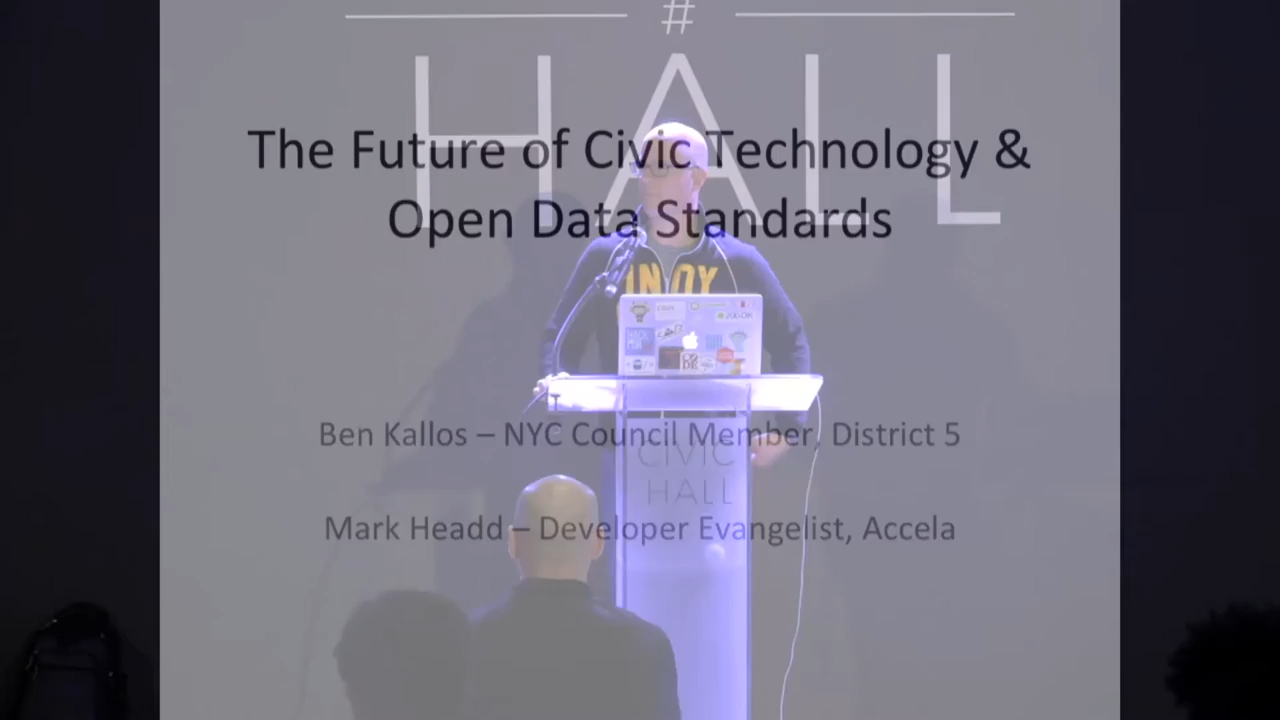 #
HALL
The Future of Civic Technology &
Open Data Standards
Ben Kallos – NYC Council Member, District 5
CIVIC
HALL
Mark Headd – Developer Evangelist, Accela